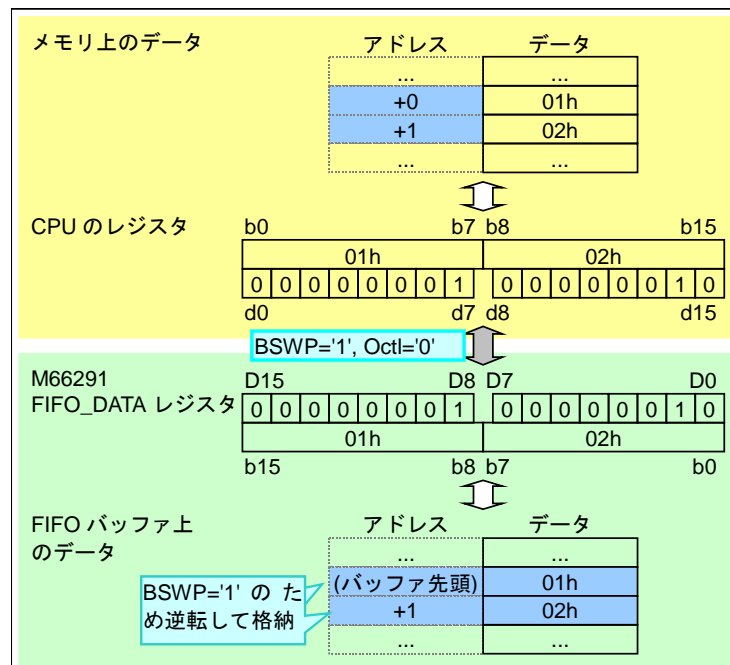 メモリ上のデータ
アドレス データ
... ...
+0 01h
+1 02h
... ...
CPU のレジスタ b0 b7 b8 b15
01h 02h
0 0 0 0 0 0 0 1 0 0 0 0 0 0 1 0
d0 d7 d8 d15
BSWP='1', Octl='0'
M66291 D15 D8 D7 D0
FIFO_DATA レジスタ 0 0 0 0 0 0 0 1 0 0 0 0 0 0 1 0
01h 02h
b15 b8 b7 b0
FIFO バッファ上
のデータ
アドレス データ
... ...
(バッファ先頭) 01h
+1 02h
... ...
BSWP='1' の た
め逆転して格納